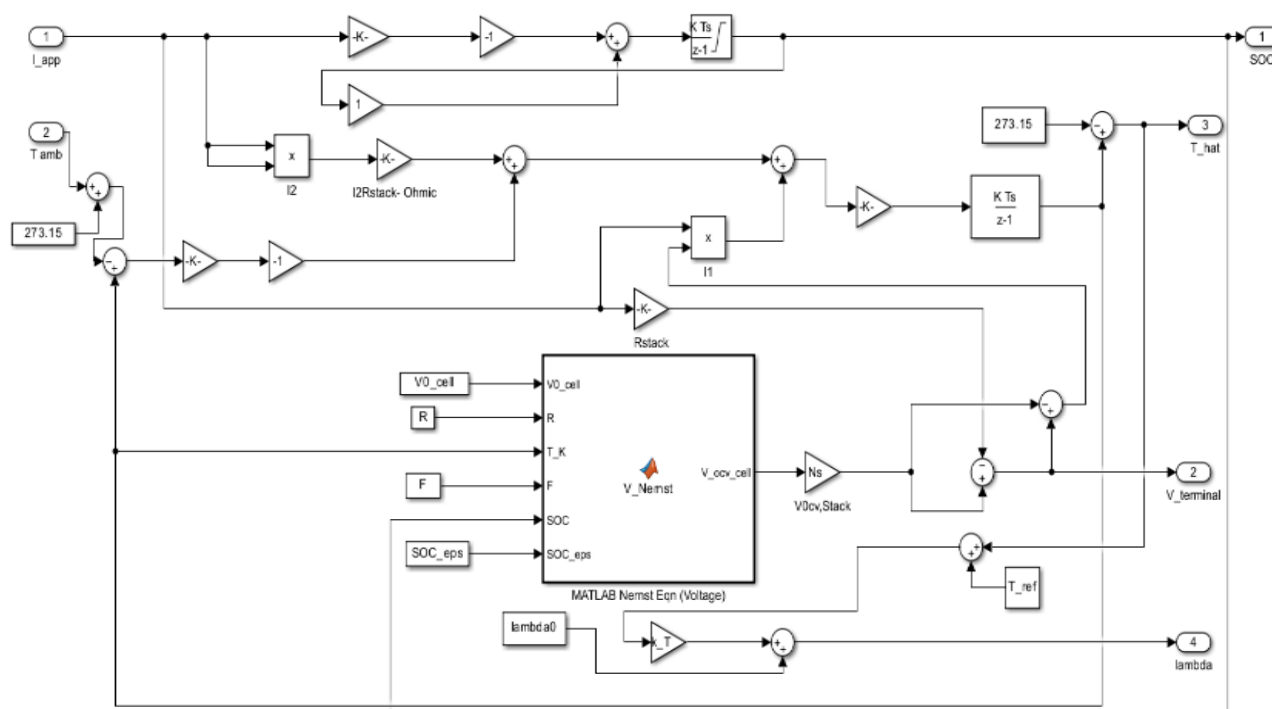 1
I_app
-K-
-1
K Ts
z-1
1
SOC
1
2
T amb
273.15
x
I2
-K-
I2Rstack- Ohmic
273.15
3
T_hat
-K-
K Ts
z-1
x
I1
-K-
-1
-K-
Rstack
V0_cell
R
F
SOC_eps
V0_cell
R
T_K
F
SOC
SOC_eps
V_Nernst
V_ocv_cell
MATLAB Nernst Eqn (Voltage)
Ns
V0cv,Stack
2
V_terminal
T_ref
lambda0
k_T
4
lambda